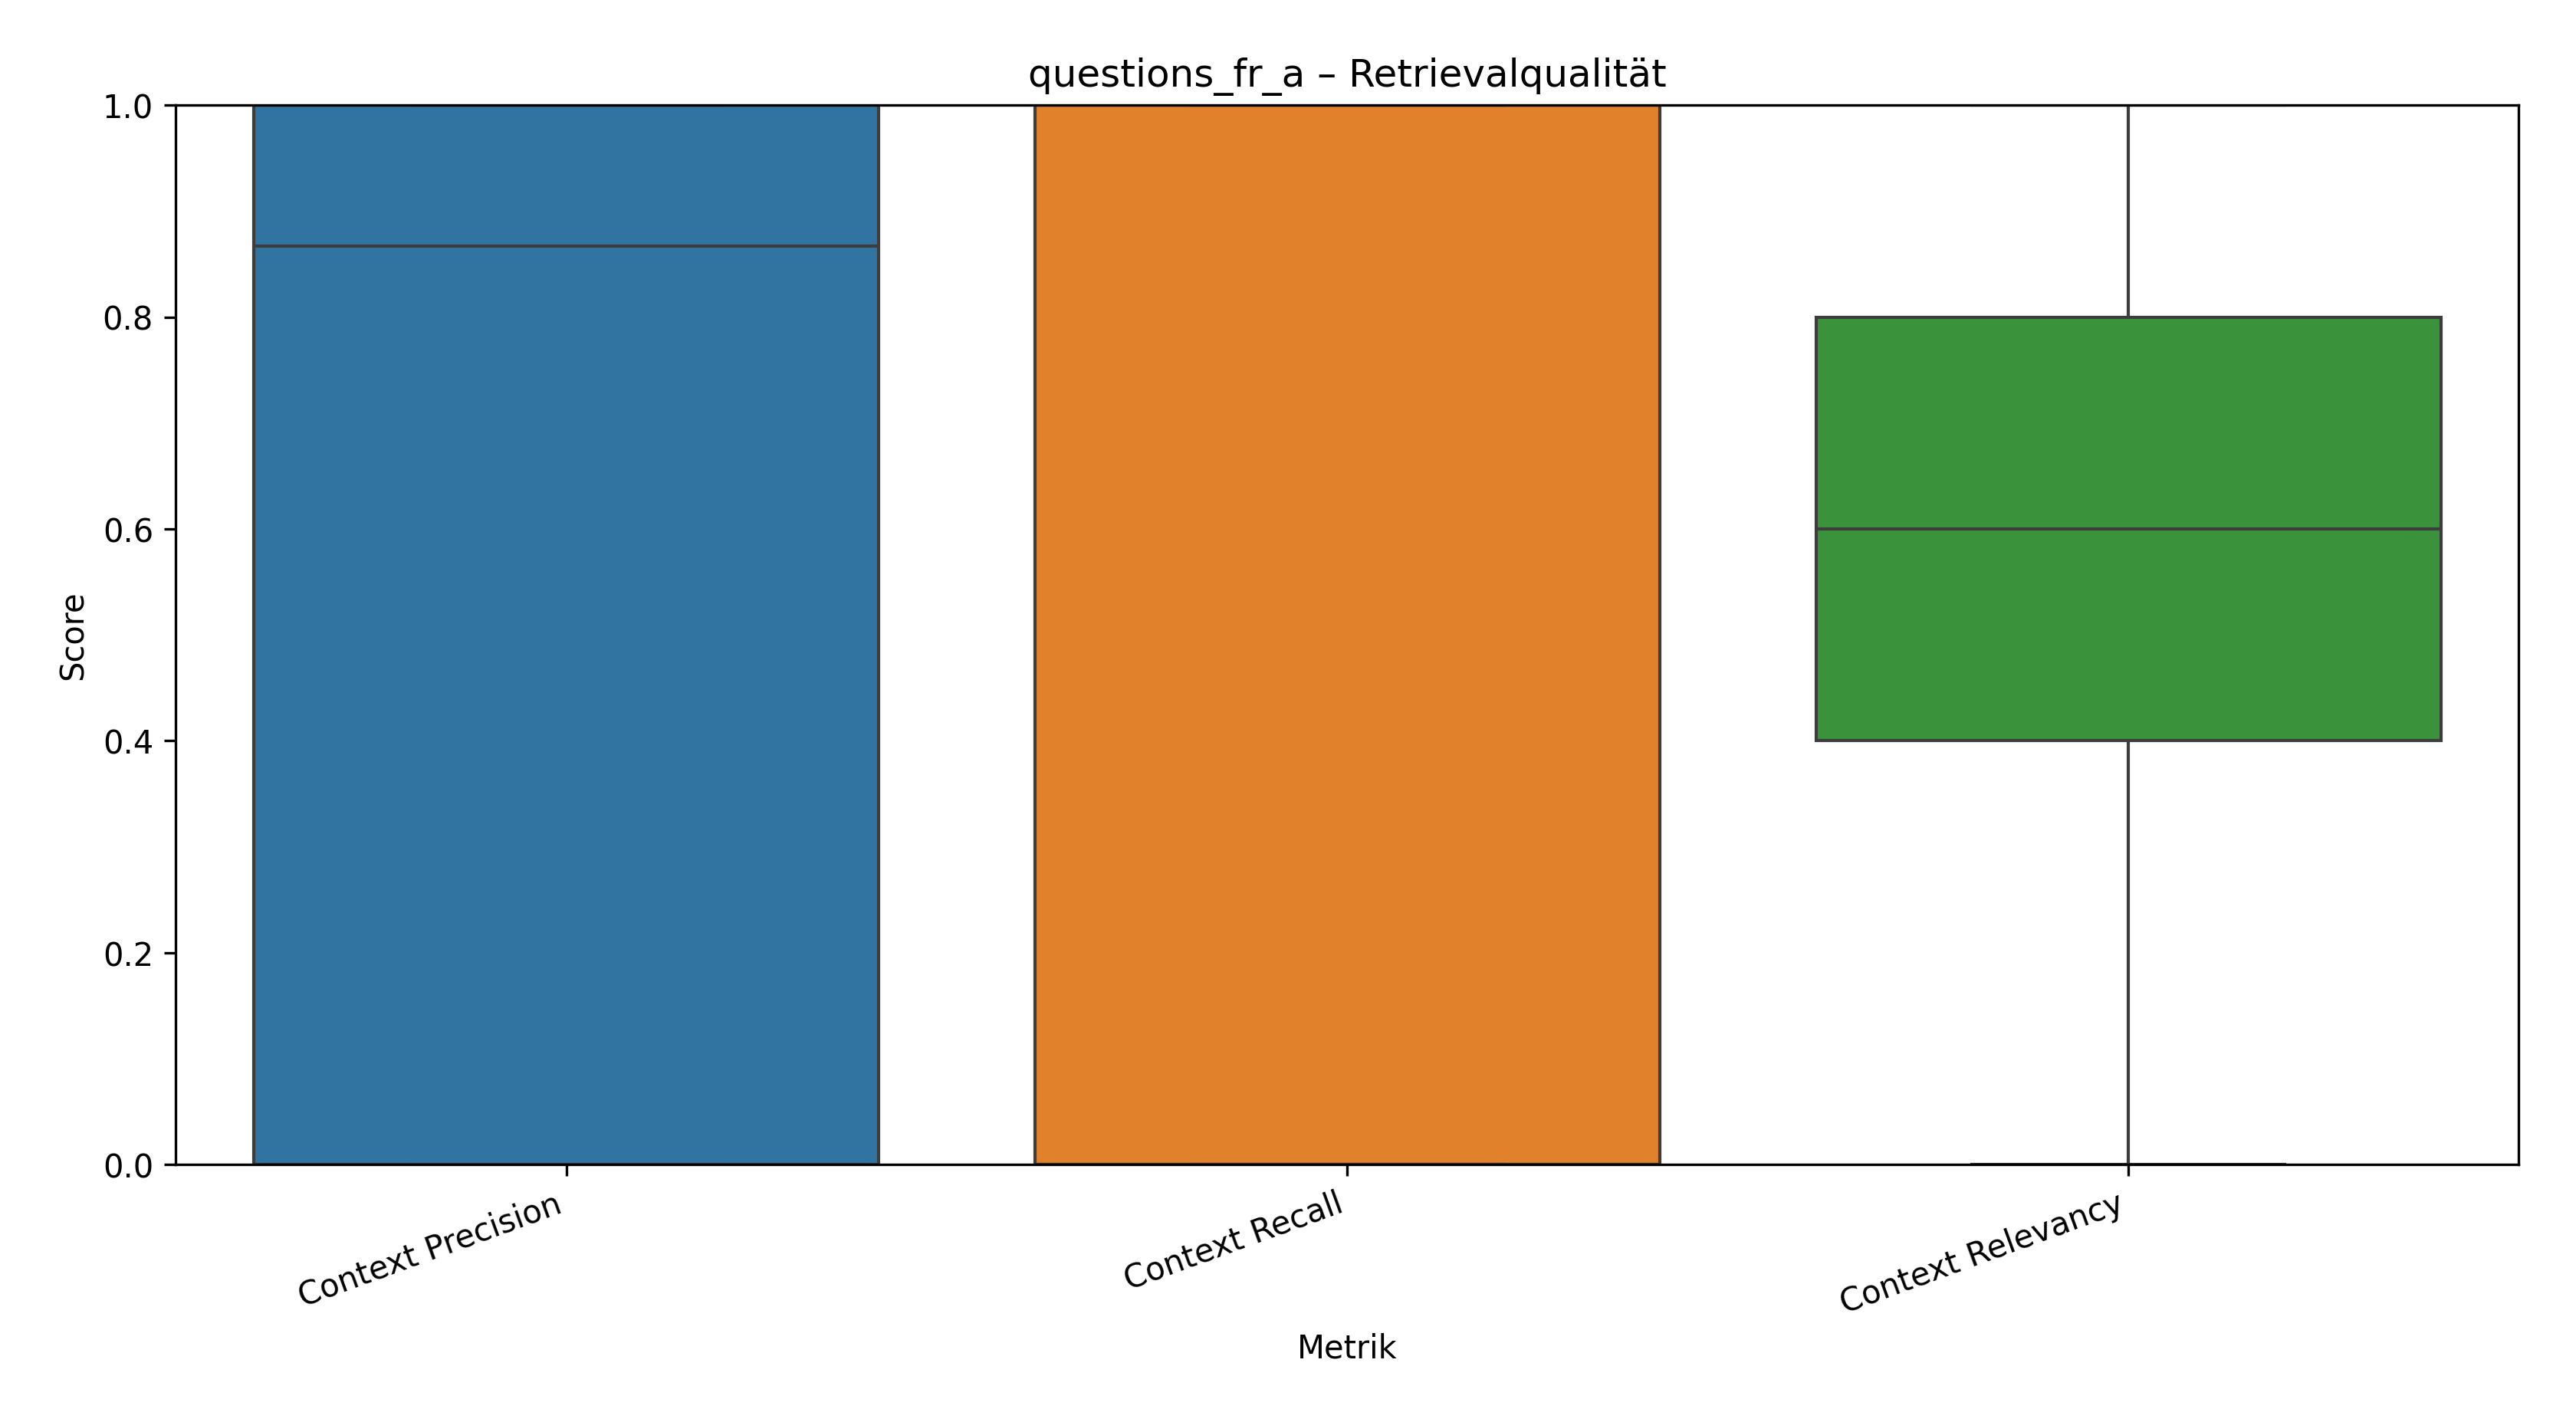 questions_fr_a – Retrievalqualität
1.0
0.8
0.6
0.4
0.2
0.0
Score
Context Precision
Context Recall
Context Relevancy
Metrik